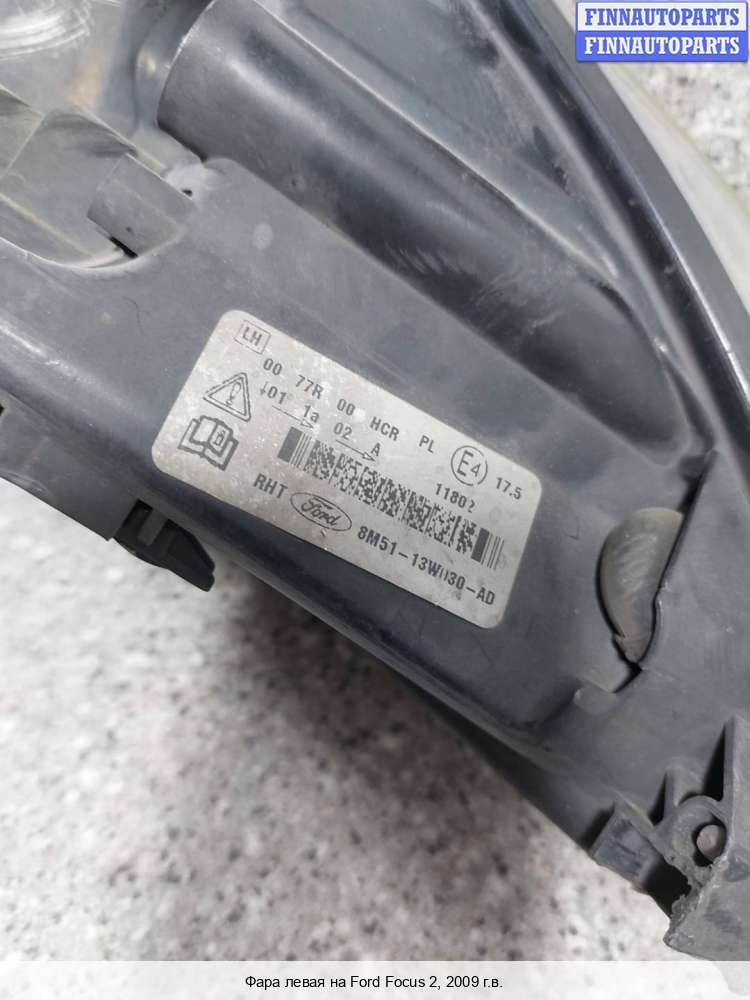 FINNAUTOPARTS
FINNAUTOPARTS
LH
00 77R 00 HCR PL E4 17.5
01 1a 02 A 11802
RHT Ford 8M51-13W030-AD
Фара левая на Ford Focus 2, 2009 г.в.